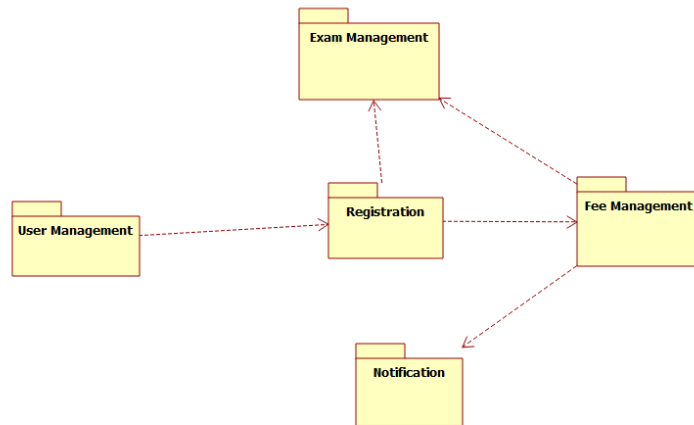 Exam Management
Registration
Fee Management
User Management
Notification